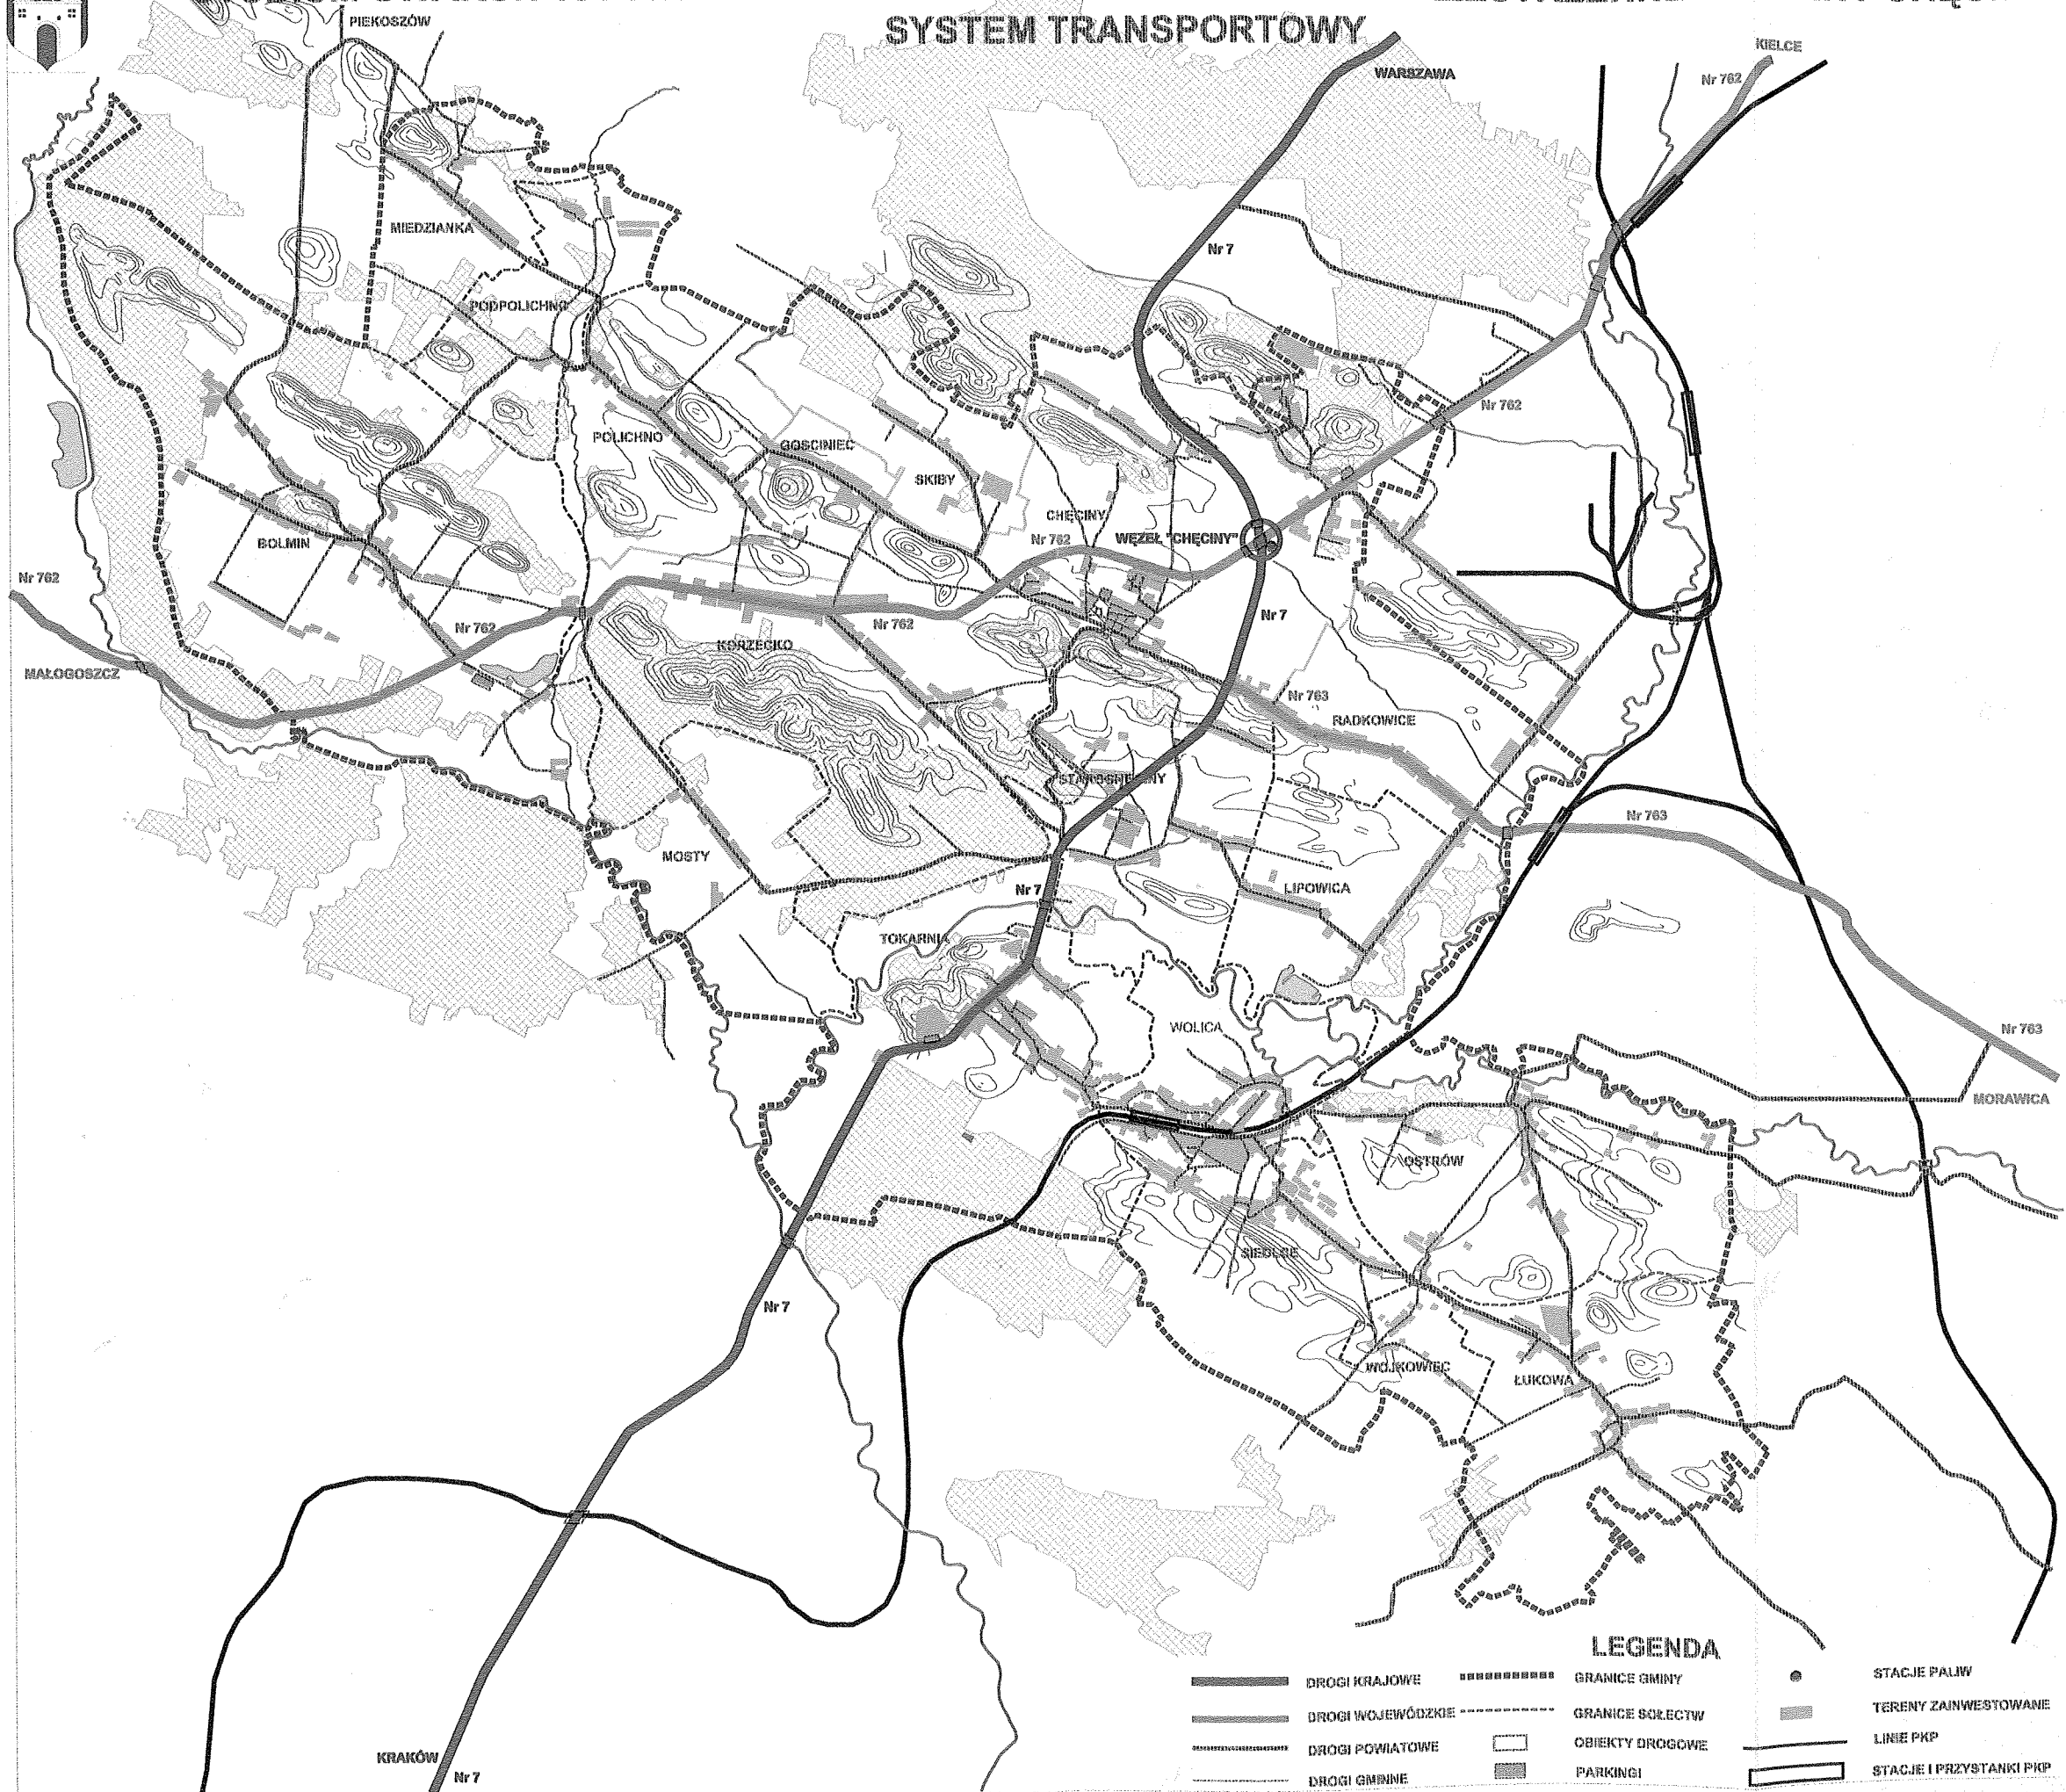 SYSTEM TRANSPORTOWY
PIEKOSZÓW
WARSZAWA
KIELCE
Nr 762
MIEDZIANKA
Nr 7
PODPOLICHNO
Nr 762
POLICHNO
GOŚCINIEC
SKIBY
CHĘCINY
WĘZEŁ "CHĘCINY"
Nr 762
BOLMIN
Nr 762
Nr 762
Nr 762
Nr 7
KORZECKO
MAŁOGOSZCZ
Nr 763
RADKOWICE
STAROCHĘCINY
Nr 763
MOSTY
Nr 7
LIPOWICA
TOKARNIA
WOLICA
Nr 763
MORAWICA
OSTRÓW
SIEDLCE
Nr 7
WOJKOWIEC
ŁUKOWA
KRAKÓW
Nr 7
LEGENDA
DROGI KRAJOWE
DROGI WOJEWÓDZKIE
DROGI POWIATOWE
DROGI GMINNE
GRANICE GMINY
GRANICE SOŁECTW
OBIEKTY DROGOWE
PARKINGI
STACJE PALIW
TERENY ZAINWESTOWANE
LINIE PKP
STACJE I PRZYSTANKI PKP